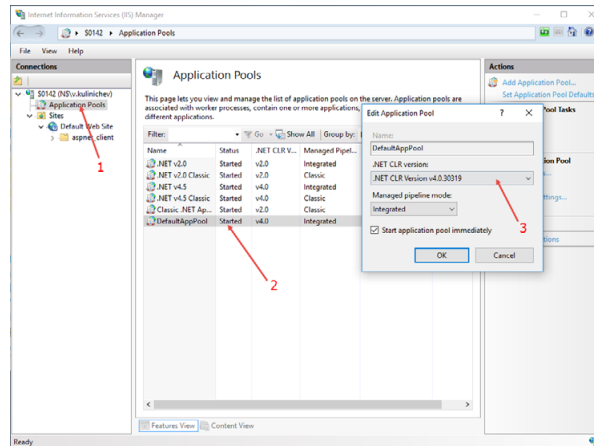 Internet Information Services (IIS) Manager
S0142
Application Pools
File View Help
Connections
S0142 (NS\v.kulinichev)
Application Pools
Sites
Default Web Site
aspnet_client
1
Application Pools
This page lets you view and manage the list of application pools on the server. Application pools are
associated with worker processes, contain one or more applications,
different applications.
Filter: Go Show All Group by:
Name Status .NET CLR V... Managed Pipel...
.NET v2.0 Started v2.0 Integrated
.NET v2.0 Classic Started v2.0 Classic
.NET v4.5 Started v4.0 Integrated
.NET v4.5 Classic Started v4.0 Classic
Classic .NET Ap... Started v2.0 Classic
DefaultAppPool Started v4.0 Integrated
2
Features View Content View
Ready
Edit Application Pool ? X
Name:
DefaultAppPool
.NET CLR version:
.NET CLR Version v4.0.30319
Managed pipeline mode:
Integrated
Start application pool immediately
OK Cancel
3
Actions
Add Application Pool...
Set Application Pool Defaults
ool Tasks
ion Pool
ttings...
tions